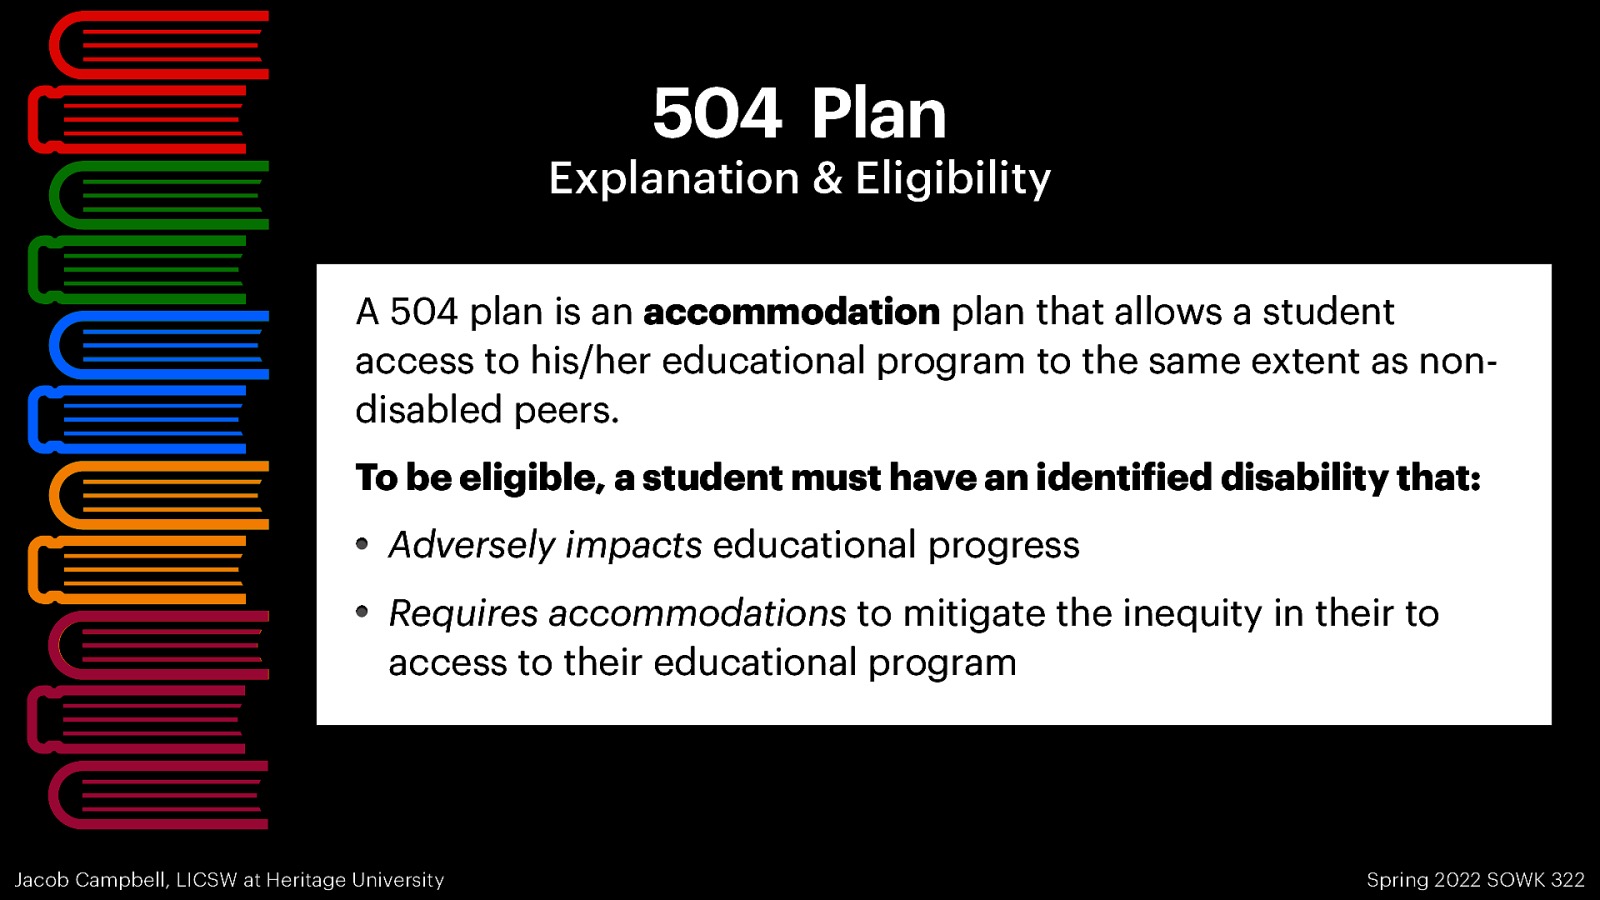 504 Plan
Explanation & Eligibility
A 504 plan is an accommodation plan that allows a student
access to his/her educational program to the same extent as non-
disabled peers.
To be eligible, a student must have an identified disability that:
• Adversely impacts educational progress
• Requires accommodations to mitigate the inequity in their to
access to their educational program
Jacob Campbell, LICSW at Heritage University
Spring 2022 SOWK 322